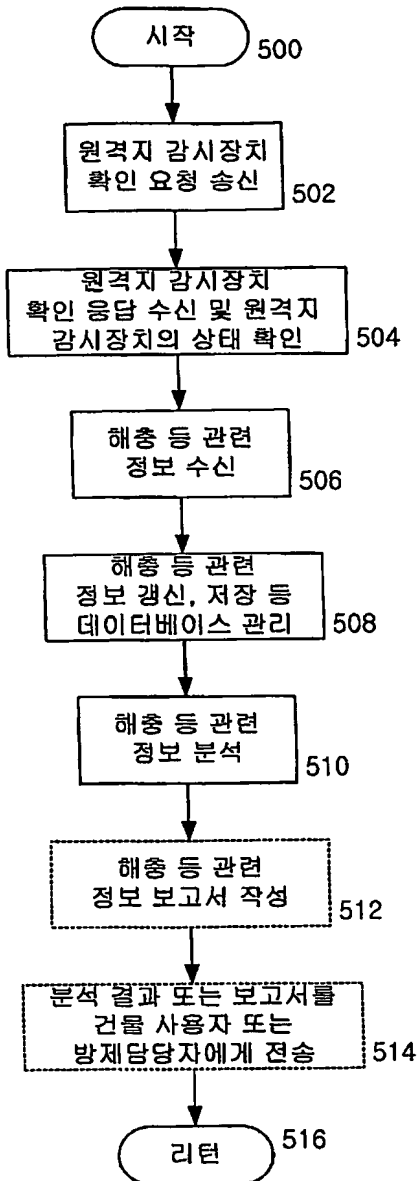 시작
500
원격지 감시장치
확인 요청 송신
502
원격지 감시장치
확인 응답 수신 및 원격지
감시장치의 상태 확인
504
해충 등 관련
정보 수신
506
해충 등 관련
정보 갱신, 저장 등
데이터베이스 관리
508
해충 등 관련
정보 분석
510
해충 등 관련
정보 보고서 작성
512
분석 결과 또는 보고서를
건물 사용자 또는
방제담당자에게 전송
514
리턴
516